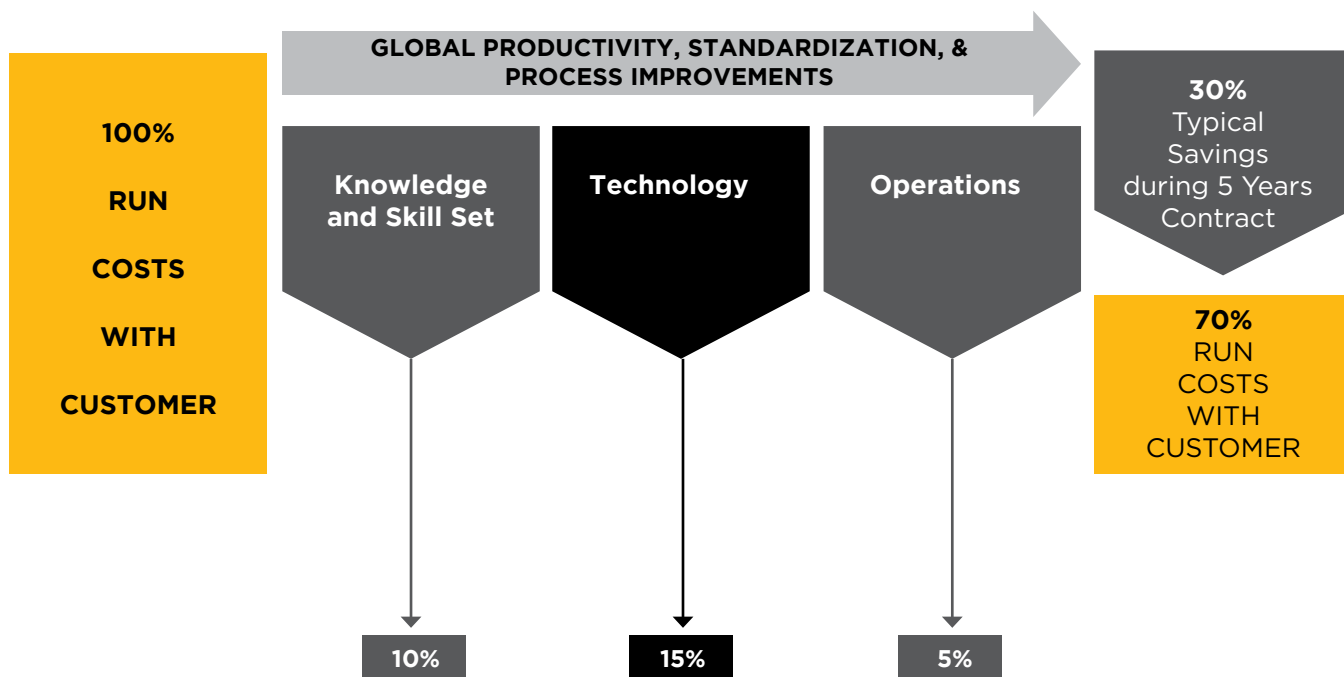 GLOBAL PRODUCTIVITY, STANDARDIZATION, &
PROCESS IMPROVEMENTS
100%
RUN
COSTS
WITH
CUSTOMER
Knowledge
and Skill Set
Technology
Operations
30%
Typical
Savings
during 5 Years
Contract
70%
RUN
COSTS
WITH
CUSTOMER
10%
15%
5%